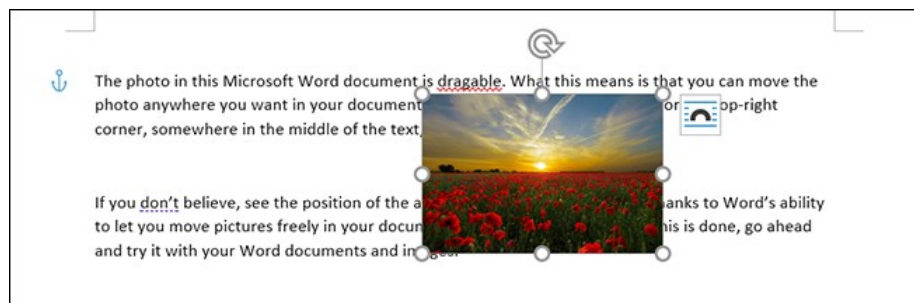 The photo in this Microsoft Word document is dragable. What this means is that you can move the
photo anywhere you want in your document op-right
corner, somewhere in the middle of the text,
If you don’t believe, see the position of the a anks to Word’s ability
to let you move pictures freely in your docum his is done, go ahead
and try it with your Word documents and images.